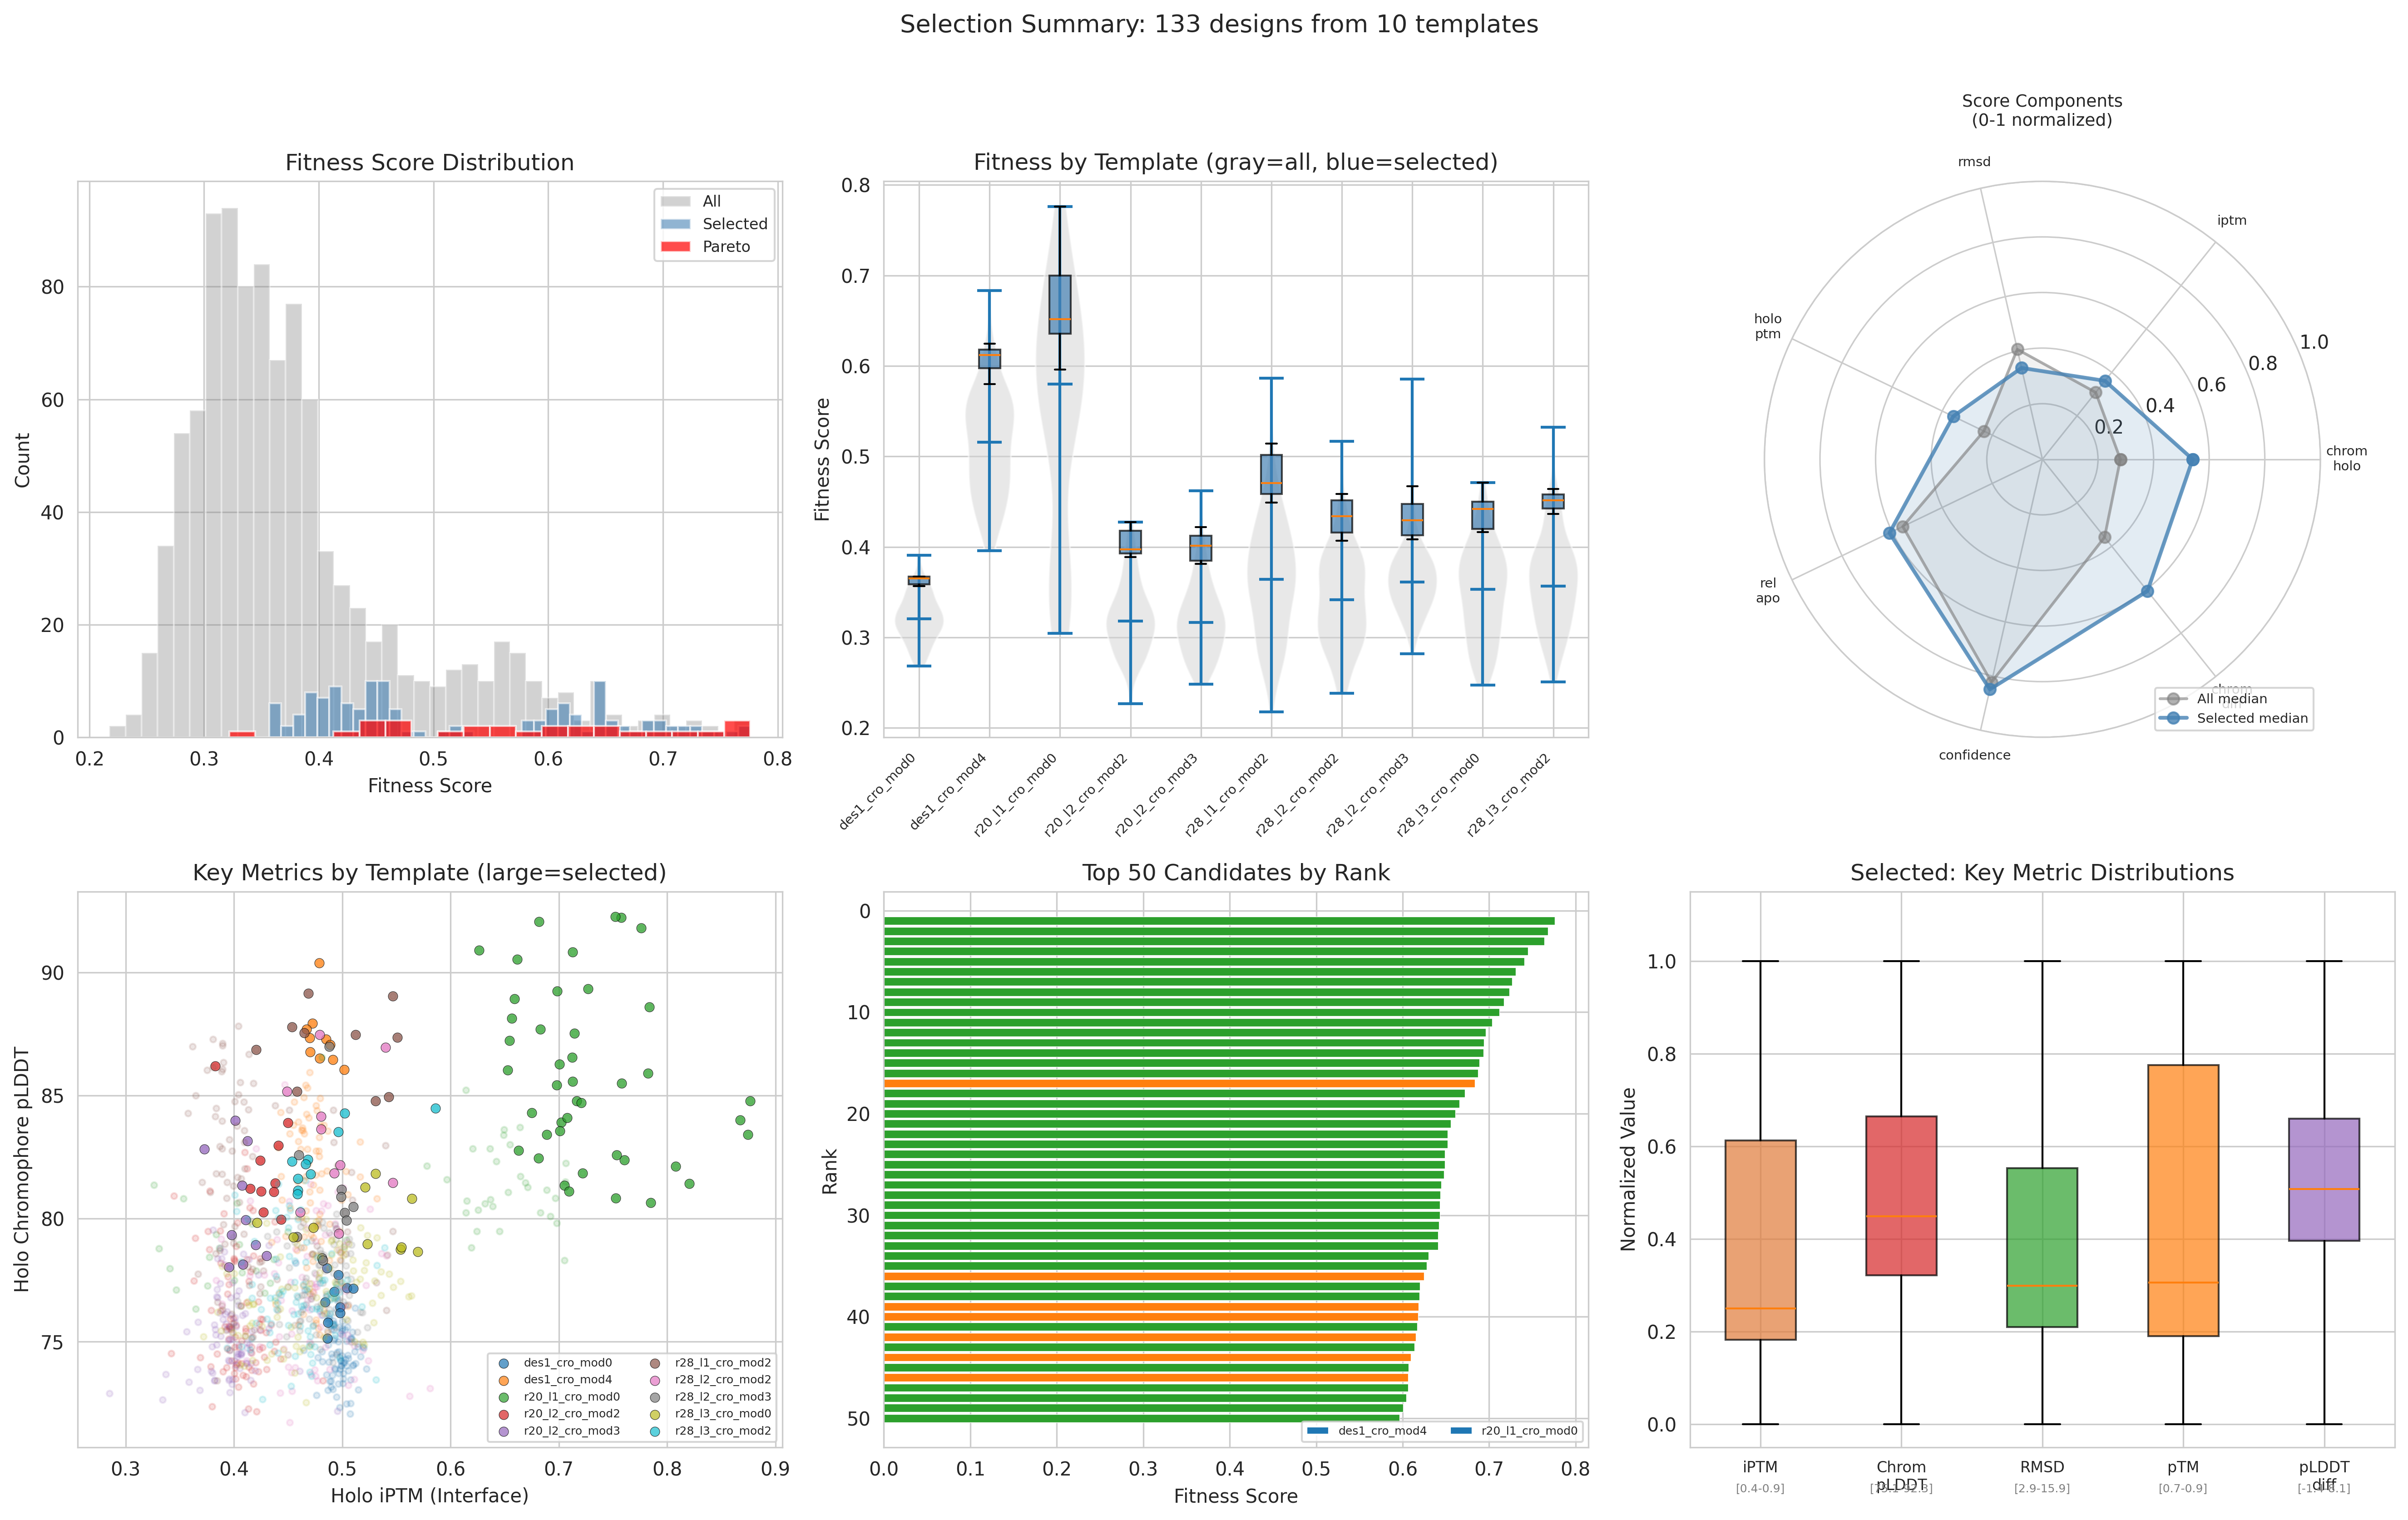 Selection Summary: 133 designs from 10 templates
Fitness Score Distribution
All
Selected
Pareto
80
60
40
20
0
Count
0.2
0.3
0.4
0.5
0.6
0.7
0.8
Fitness Score
Fitness by Template (gray=all, blue=selected)
0.8
0.7
0.6
0.5
0.4
0.3
0.2
Fitness Score
des1_cro_mod0
des1_cro_mod4
r20_l1_cro_mod0
r20_l2_cro_mod2
r20_l2_cro_mod3
r28_l1_cro_mod2
r28_l2_cro_mod2
r28_l2_cro_mod3
r28_l3_cro_mod0
r28_l3_cro_mod2
Score Components
(0-1 normalized)
rmsd
iptm
holo
ptm
1.0
0.8
0.6
0.4
0.2
chrom
holo
rel
apo
confidence
chrom
All median
Selected median
Key Metrics by Template (large=selected)
90
85
80
75
Holo Chromophore pLDDT
des1_cro_mod0
des1_cro_mod4
r20_l1_cro_mod0
r20_l2_cro_mod2
r20_l2_cro_mod3
r28_l1_cro_mod2
r28_l2_cro_mod2
r28_l2_cro_mod3
r28_l3_cro_mod0
r28_l3_cro_mod2
0.3
0.4
0.5
0.6
0.7
0.8
0.9
Holo iPTM (Interface)
Top 50 Candidates by Rank
0
10
20
30
40
50
Rank
des1_cro_mod4
r20_l1_cro_mod0
0.0
0.1
0.2
0.3
0.4
0.5
0.6
0.7
0.8
Fitness Score
Selected: Key Metric Distributions
1.0
0.8
0.6
0.4
0.2
0.0
Normalized Value
iPTM
[0.4-0.9]
Chrom
pLDDT
RMSD
[2.9-15.9]
pTM
[0.7-0.9]
pLDDT
diff